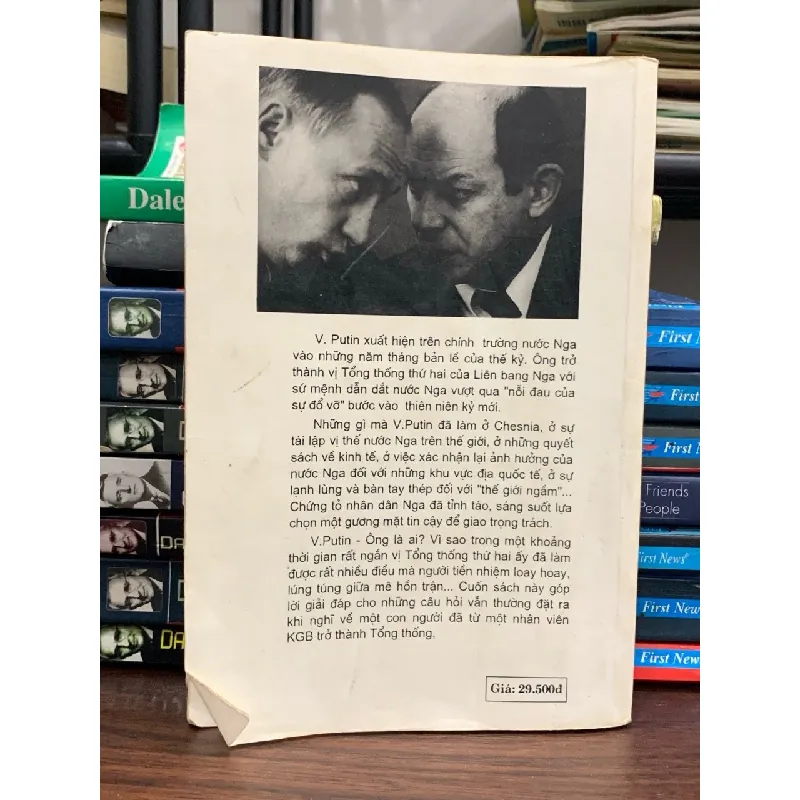 V. Putin xuất hiện trên chính trường nước Nga
vào những năm tháng bản lề của thế kỷ. Ông trở
thành vị Tổng thống thứ hai của Liên bang Nga với
sứ mệnh dẫn dắt nước Nga vượt qua "nỗi đau của
sự đổ vỡ" bước vào thiên niên kỷ mới.
Những gì mà V.Putin đã làm ở Chesnia, ở sự
tái lập vị thế nước Nga trên thế giới, ở những quyết
sách về kinh tế, ở việc xác nhận lại ảnh hưởng của
nước Nga đối với những khu vực địa quốc tế, ở sự
lạnh lùng và bàn tay thép đối với "thế giới ngầm"...
Chứng tỏ nhân dân Nga đã tỉnh táo, sáng suốt lựa
chọn một gương mặt tin cậy để giao trọng trách.
V.Putin - Ông là ai? Vì sao trong một khoảng
thời gian rất ngắn vị Tổng thống thứ hai ấy đã làm
được rất nhiều điều mà người tiền nhiệm loay hoay,
lúng túng giữa mê hồn trận... Cuốn sách này góp
lời giải đáp cho những câu hỏi vẫn thường đặt ra
khi nghĩ về một con người đã từ một nhân viên
KGB trở thành Tổng thống.
Giá: 29.500đ
Dale
DA
DA
DA
First New
First
First N
Friends
People
First News
First New
First New